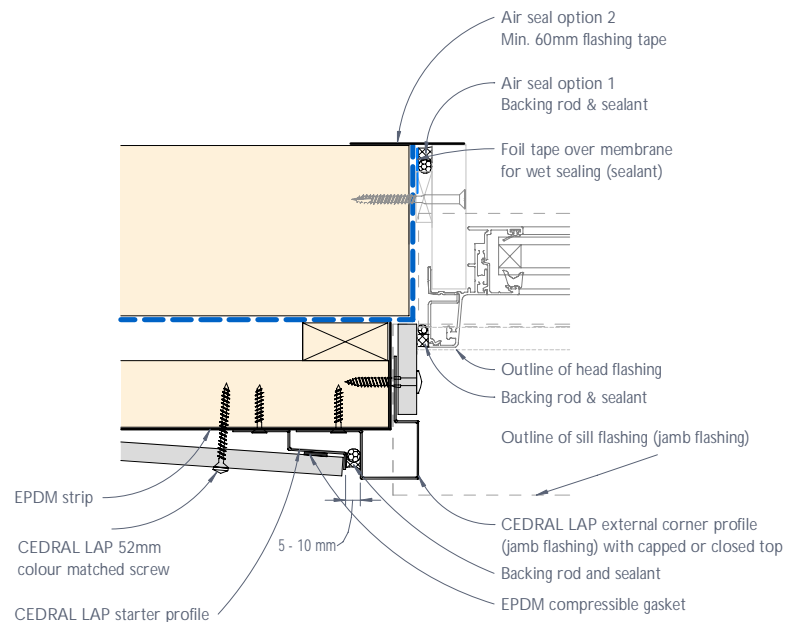 Air seal option 2
Min. 60mm flashing tape
Air seal option 1
Backing rod & sealant
Foil tape over membrane
for wet sealing (sealant)
Outline of head flashing
Backing rod & sealant
Outline of sill flashing (jamb flashing)
EPDM strip
CEDRAL LAP 52mm
colour matched screw
5 - 10 mm
CEDRAL LAP external corner profile
(jamb flashing) with capped or closed top
Backing rod and sealant
EPDM compressible gasket
CEDRAL LAP starter profile